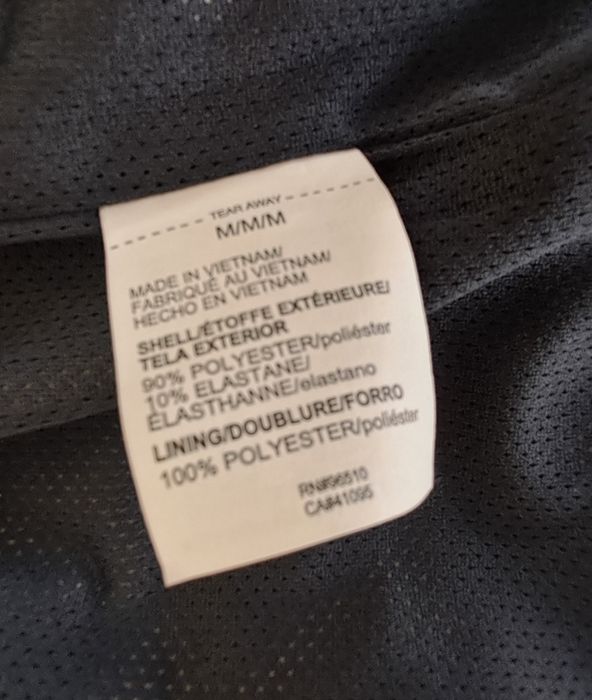 TEAR AWAY
M/M/M
MADE IN VIETNAM/
FABRIQUÉ AU VIETNAM/
HECHO EN VIETNAM
SHELL/ÉTOFFE EXTÉRIEURE/
TELA EXTERIOR
90% POLYESTER/poliéster
10% ELASTANE/
ÉLASTHANNE/elastano
LINING/DOUBLURE/FORRO
100% POLYESTER/poliéster
RN#96510
CA#41095